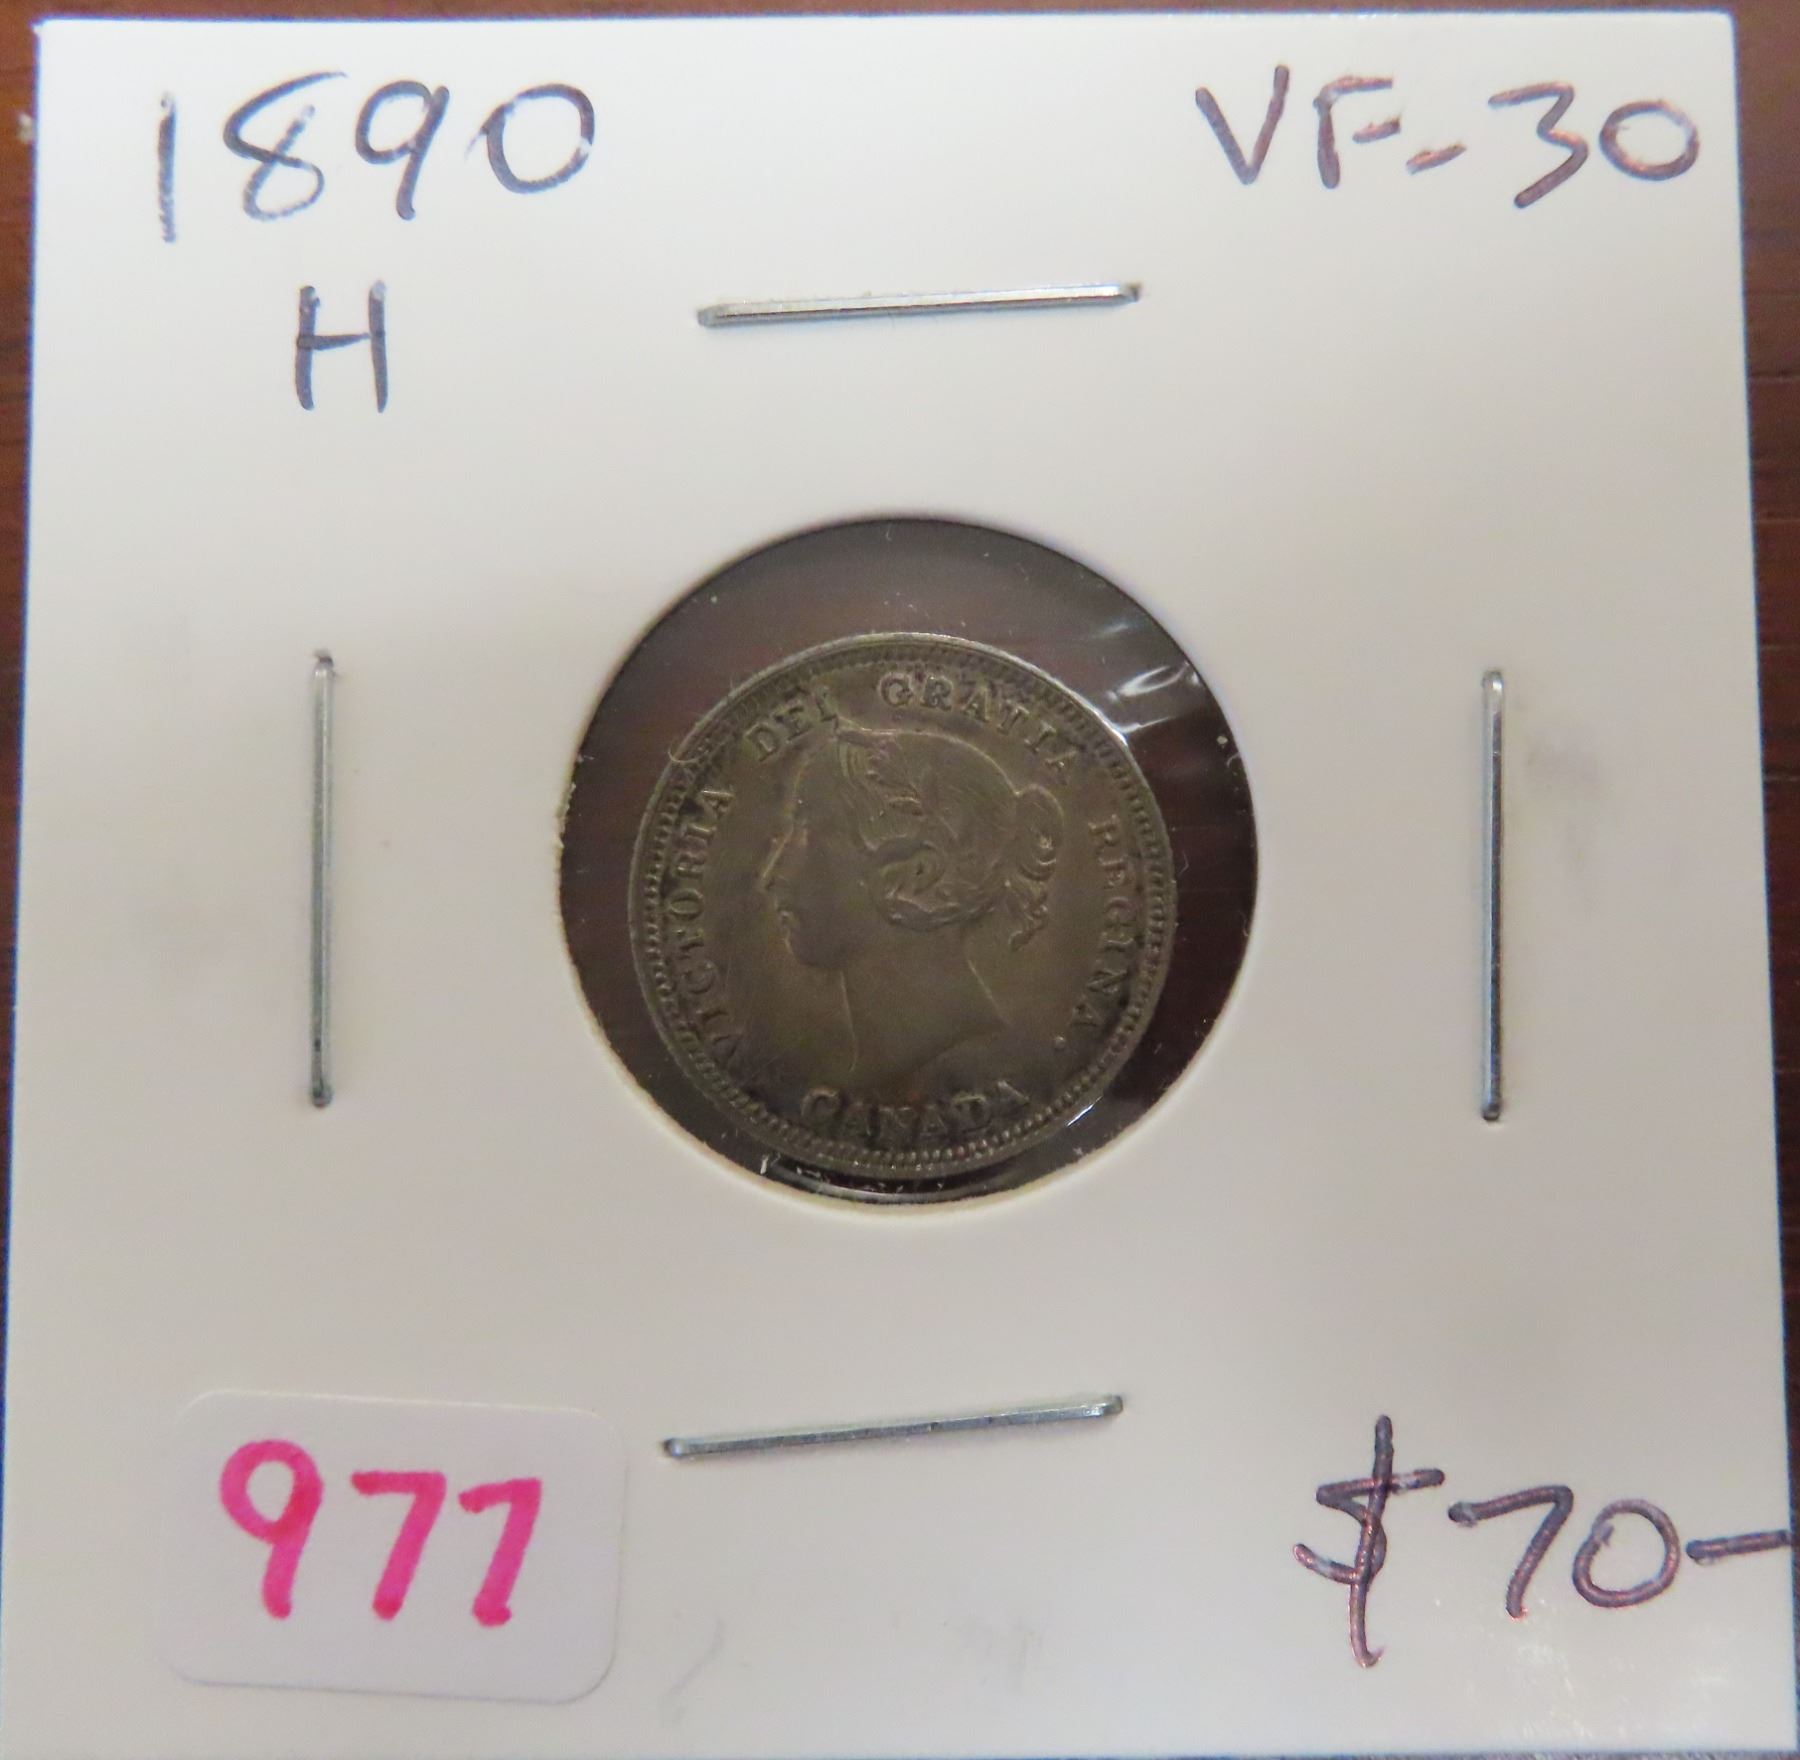 1890
H
VF-30
VICTORIA DEI GRATIA REGINA.
CANADA
977
$70-